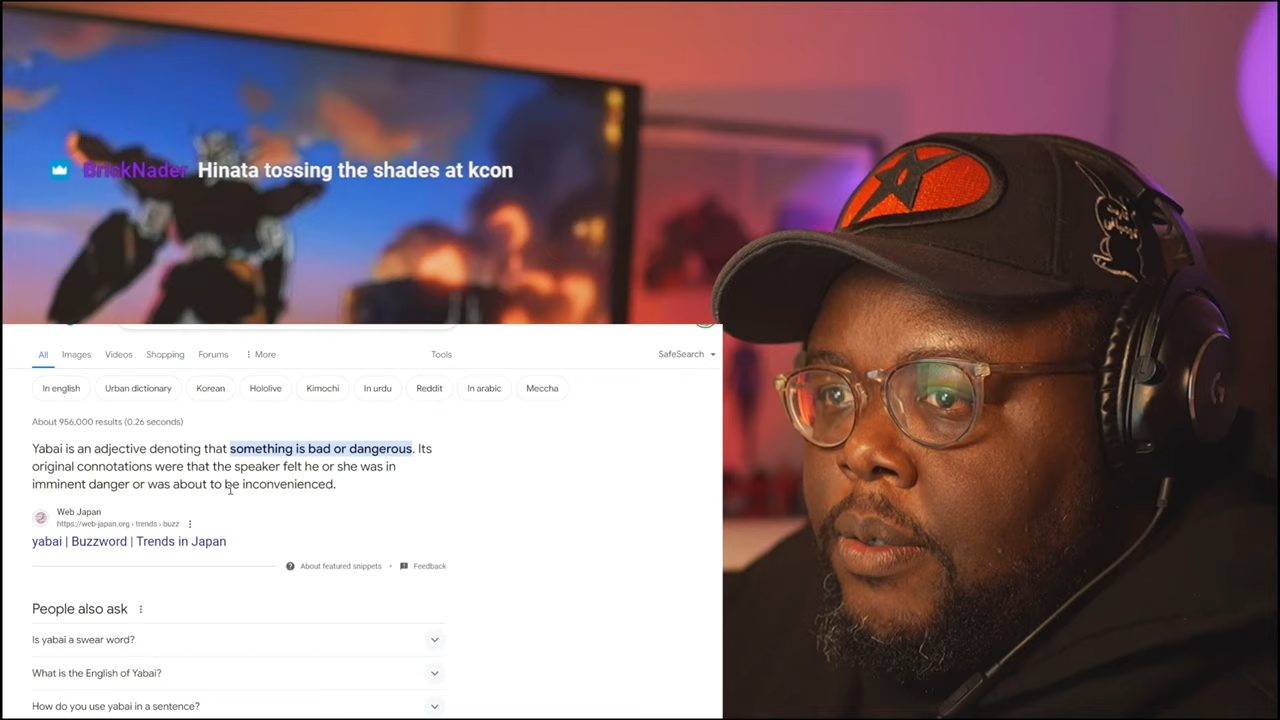 BrickNader Hinata tossing the shades at kcon
All Images Videos Shopping Forums More Tools SafeSearch
In english Urban dictionary Korean Hololive Kimochi In urdu Reddit In arabic Meccha
About 956,000 results (0.26 seconds)
Yabai is an adjective denoting that something is bad or dangerous. Its
original connotations were that the speaker felt he or she was in
imminent danger or was about to be inconvenienced.
Web Japan
https://web-japan.org › trends › buzz
yabai | Buzzword | Trends in Japan
About featured snippets • Feedback
People also ask
Is yabai a swear word?
What is the English of Yabai?
How do you use yabai in a sentence?